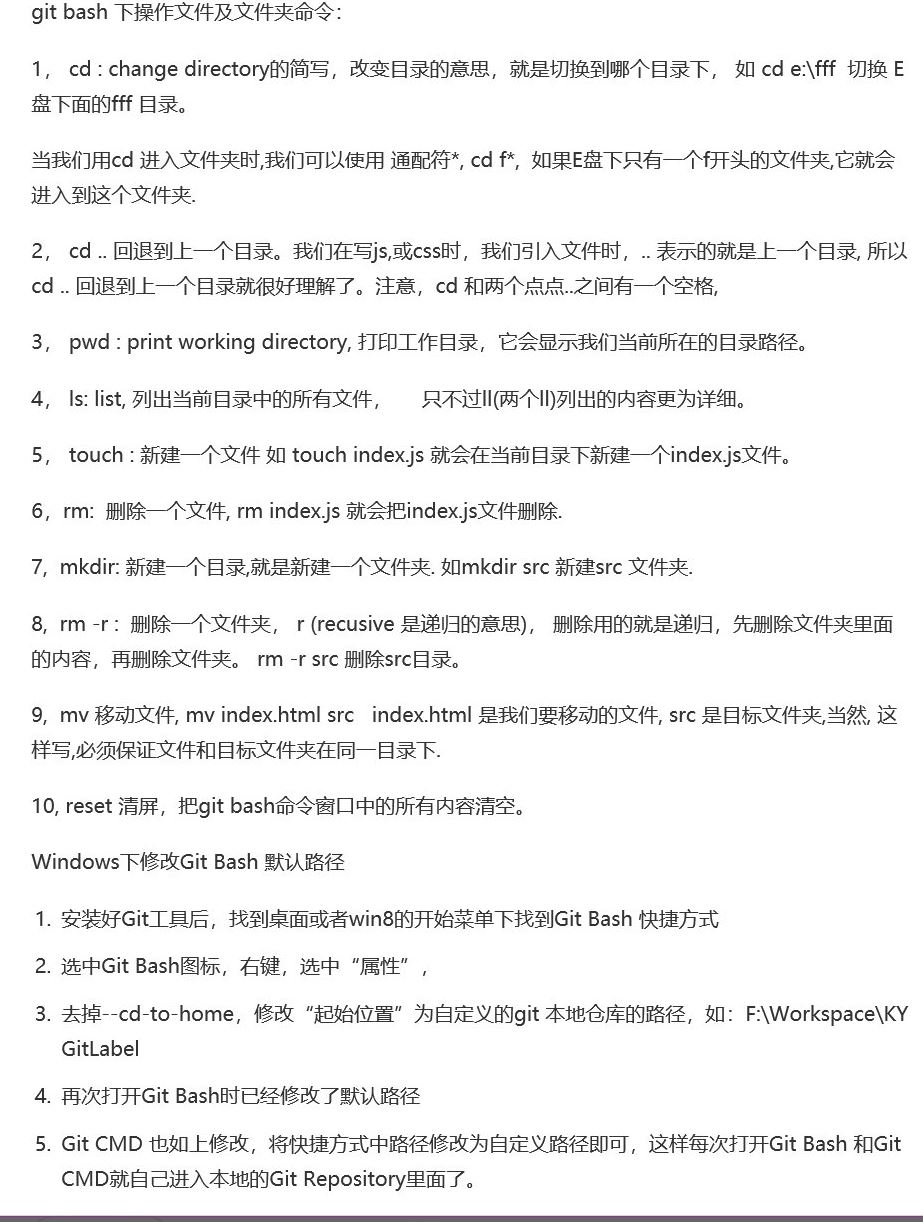 git bash 下操作文件及文件夹命令：
1， cd : change directory的简写，改变目录的意思，就是切换到哪个目录下， 如 cd e:\fff 切换 E
盘下面的fff 目录。
当我们用cd 进入文件夹时,我们可以使用 通配符*, cd f*, 如果E盘下只有一个f开头的文件夹,它就会
进入到这个文件夹.
2， cd .. 回退到上一个目录。我们在写js,或css时，我们引入文件时，.. 表示的就是上一个目录, 所以
cd .. 回退到上一个目录就很好理解了。注意，cd 和两个点点..之间有一个空格,
3， pwd : print working directory, 打印工作目录，它会显示我们当前所在的目录路径。
4， ls: list, 列出当前目录中的所有文件， 只不过ll(两个ll)列出的内容更为详细。
5， touch : 新建一个文件 如 touch index.js 就会在当前目录下新建一个index.js文件。
6，rm: 删除一个文件, rm index.js 就会把index.js文件删除.
7, mkdir: 新建一个目录,就是新建一个文件夹. 如mkdir src 新建src 文件夹.
8, rm -r : 删除一个文件夹， r (recusive 是递归的意思)， 删除用的就是递归，先删除文件夹里面
的内容，再删除文件夹。 rm -r src 删除src目录。
9, mv 移动文件, mv index.html src index.html 是我们要移动的文件, src 是目标文件夹,当然, 这
样写,必须保证文件和目标文件夹在同一目录下.
10, reset 清屏，把git bash命令窗口中的所有内容清空。
Windows下修改Git Bash 默认路径
1. 安装好Git工具后，找到桌面或者win8的开始菜单下找到Git Bash 快捷方式
2. 选中Git Bash图标，右键，选中“属性”，
3. 去掉--cd-to-home，修改“起始位置”为自定义的git 本地仓库的路径，如：F:\Workspace\KY
GitLabel
4. 再次打开Git Bash时已经修改了默认路径
5. Git CMD 也如上修改，将快捷方式中路径修改为自定义路径即可，这样每次打开Git Bash 和Git
CMD就自己进入本地的Git Repository里面了。